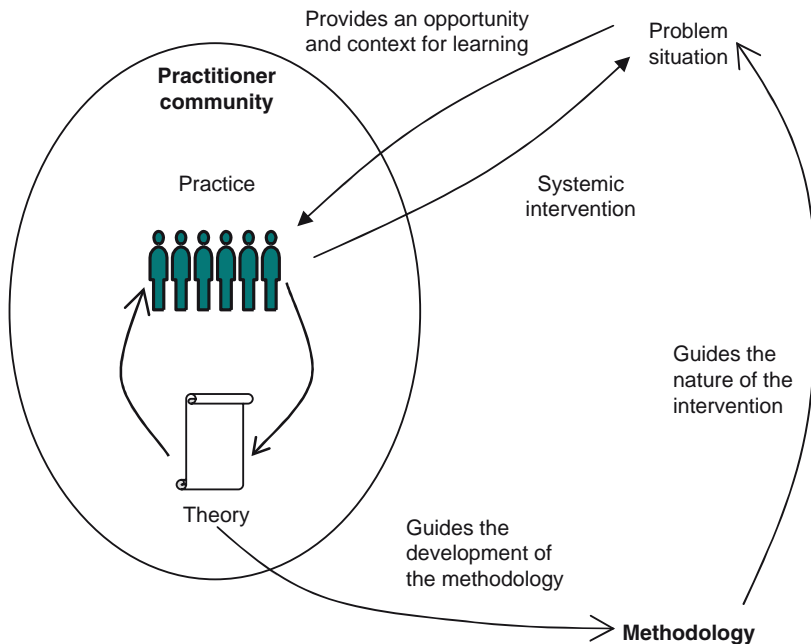 Provides an opportunity
and context for learning
Problem
situation
Practitioner
community
Practice
Systemic
intervention
Guides the
nature of the
intervention
Theory
Guides the
development of
the methodology
Methodology